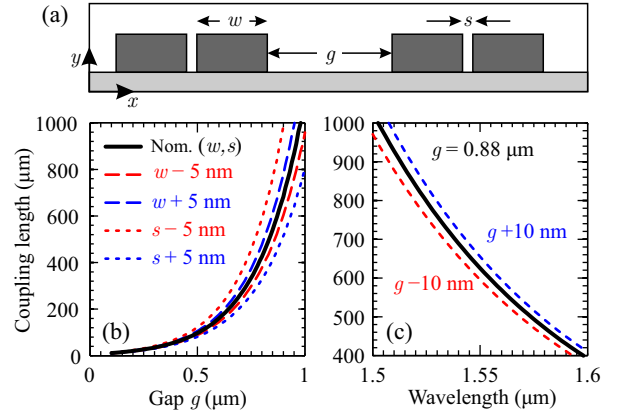 (a)
w
s
g
y
x
1000
800
600
400
200
0
Coupling length (μm)
Nom. (w,s)
w − 5 nm
w + 5 nm
s − 5 nm
s + 5 nm
(b)
0
0.5
1
Gap g (μm)
1000
900
800
700
600
500
400
g = 0.88 μm
g+10 nm
g−10 nm
(c)
1.5
1.55
1.6
Wavelength (μm)